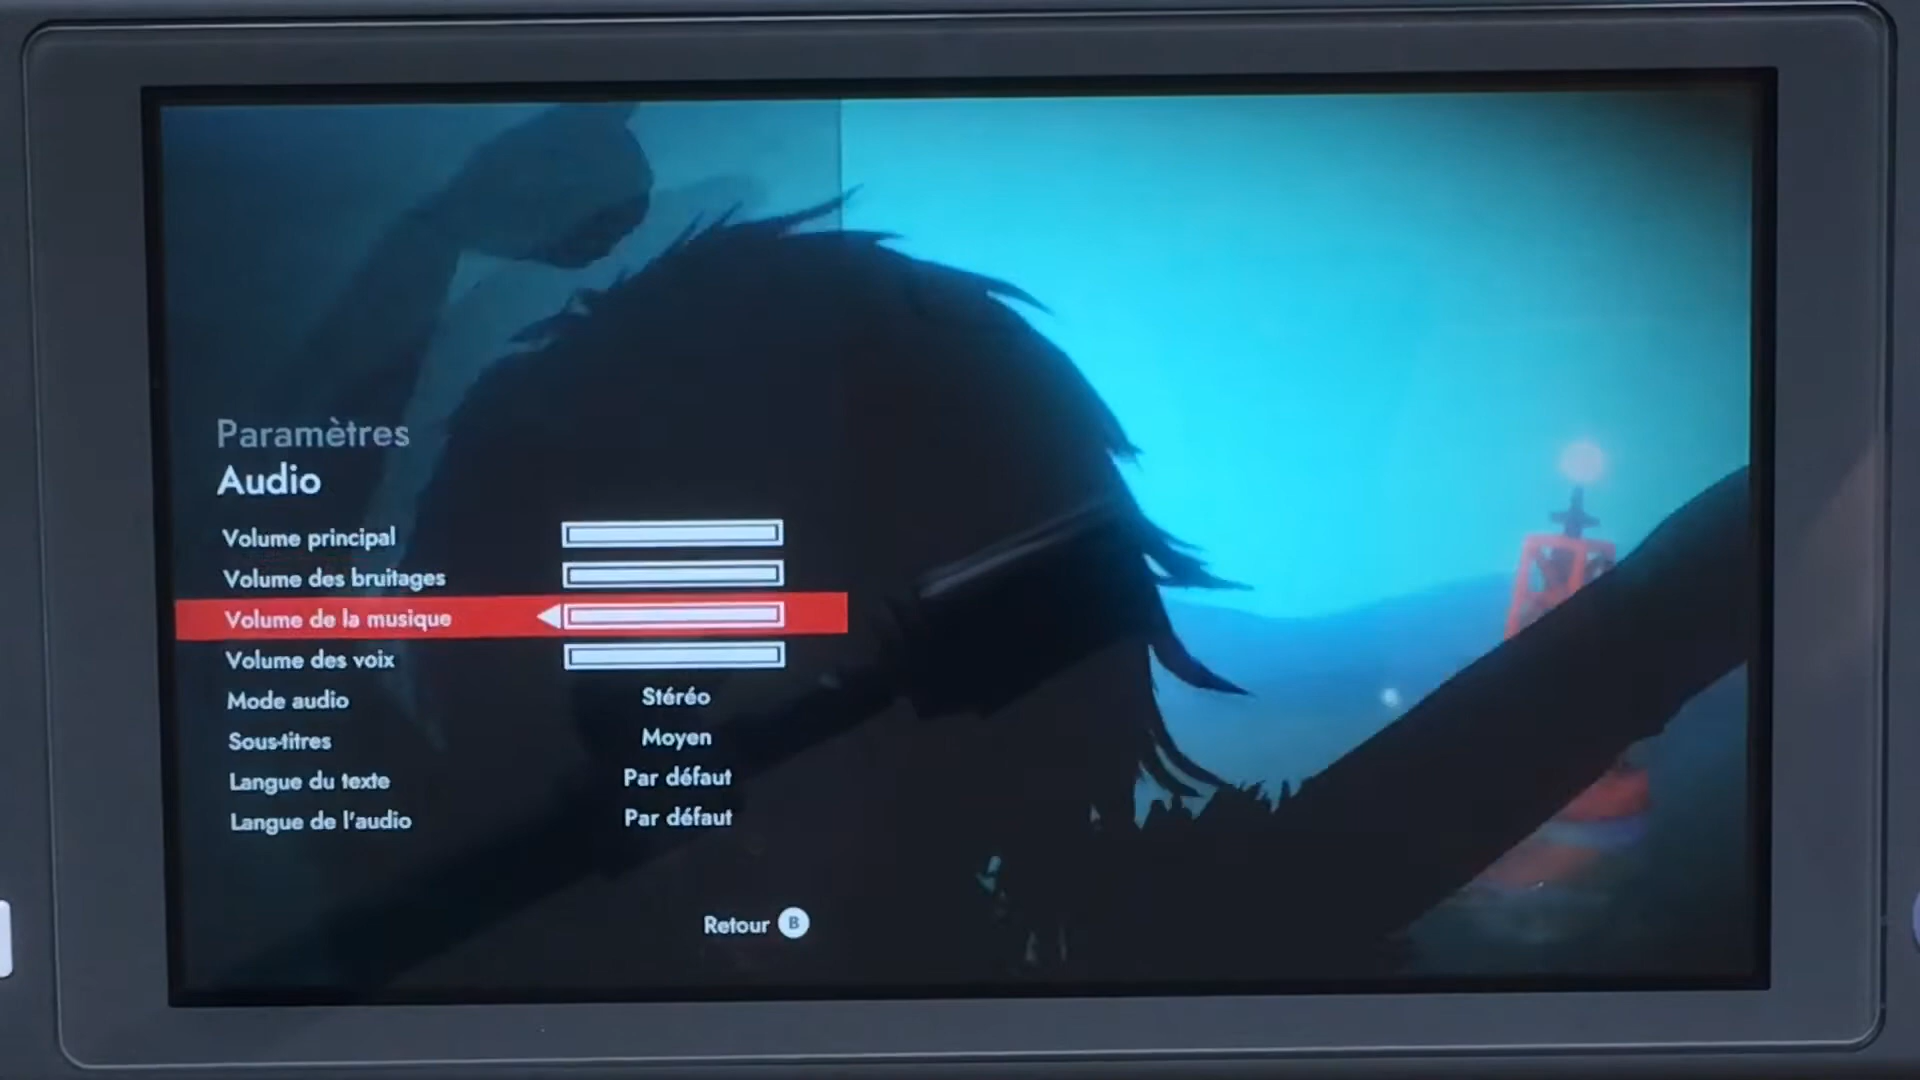 Paramètres
Audio
Volume principal
Volume des bruitages
Volume de la musique
Volume des voix
Mode audio Stéréo
Sous-titres Moyen
Langue du texte Par défaut
Langue de l'audio Par défaut
Retour B